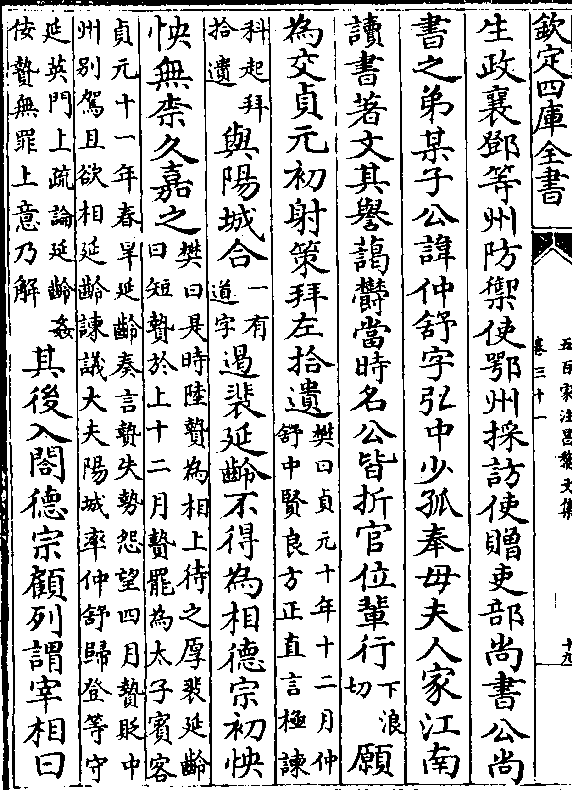 欽定四庫全書
五百家注昌黎文集
卷三十一
十九
生政襄鄧等州防禦使鄂州採訪使贈吏部尚書公尚
書之弟某子公諱仲舒字弘中少孤奉母夫人家江南
讀書著文其譽藹鬱當時名公皆折官位輩行下浪切願
為交貞元初射策拜左拾遺樊曰貞元十年十二月仲舒中賢良方正直言極諫
科起拜拾遺與陽城合一有道字遏裴延齡不得為相德宗初怏
怏無柰久嘉之樊曰是時陸贄為相上待之厚裴延齡曰短贄於上十二月贄罷為太子賓客
貞元十一年春旱延齡奏言贄失勢怨望四月贄貶中州別駕且欲相延齡諫議大夫陽城率仲舒歸登等守
延英門上疏論延齡姦佞贄無罪上意乃解其後入閣德宗顧列謂宰相曰